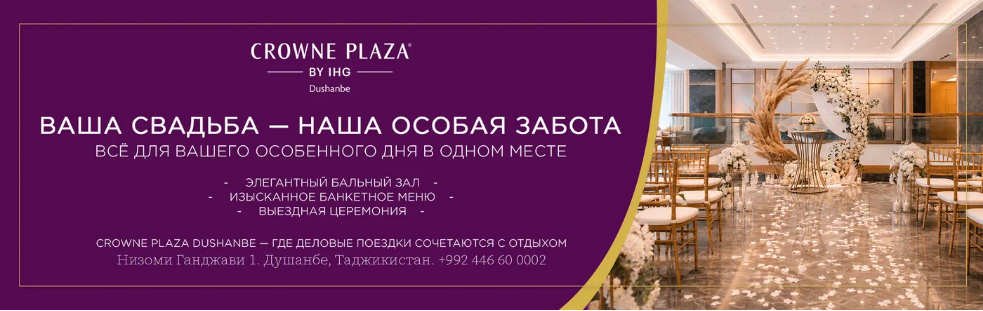 CROWNE PLAZA®
BY IHG
Dushanbe
ВАША СВАДЬБА — НАША ОСОБАЯ ЗАБОТА
ВСЁ ДЛЯ ВАШЕГО ОСОБЕННОГО ДНЯ В ОДНОМ МЕСТЕ
- ЭЛЕГАНТНЫЙ БАЛЬНЫЙ ЗАЛ -
- ИЗЫСКАННОЕ БАНКЕТНОЕ МЕНЮ -
- ВЫЕЗДНАЯ ЦЕРЕМОНИЯ -
CROWNE PLAZA DUSHANBE — ГДЕ ДЕЛОВЫЕ ПОЕЗДКИ СОЧЕТАЮТСЯ С ОТДЫХОМ
Низоми Ганджави 1. Душанбе, Таджикистан. +992 446 60 0002